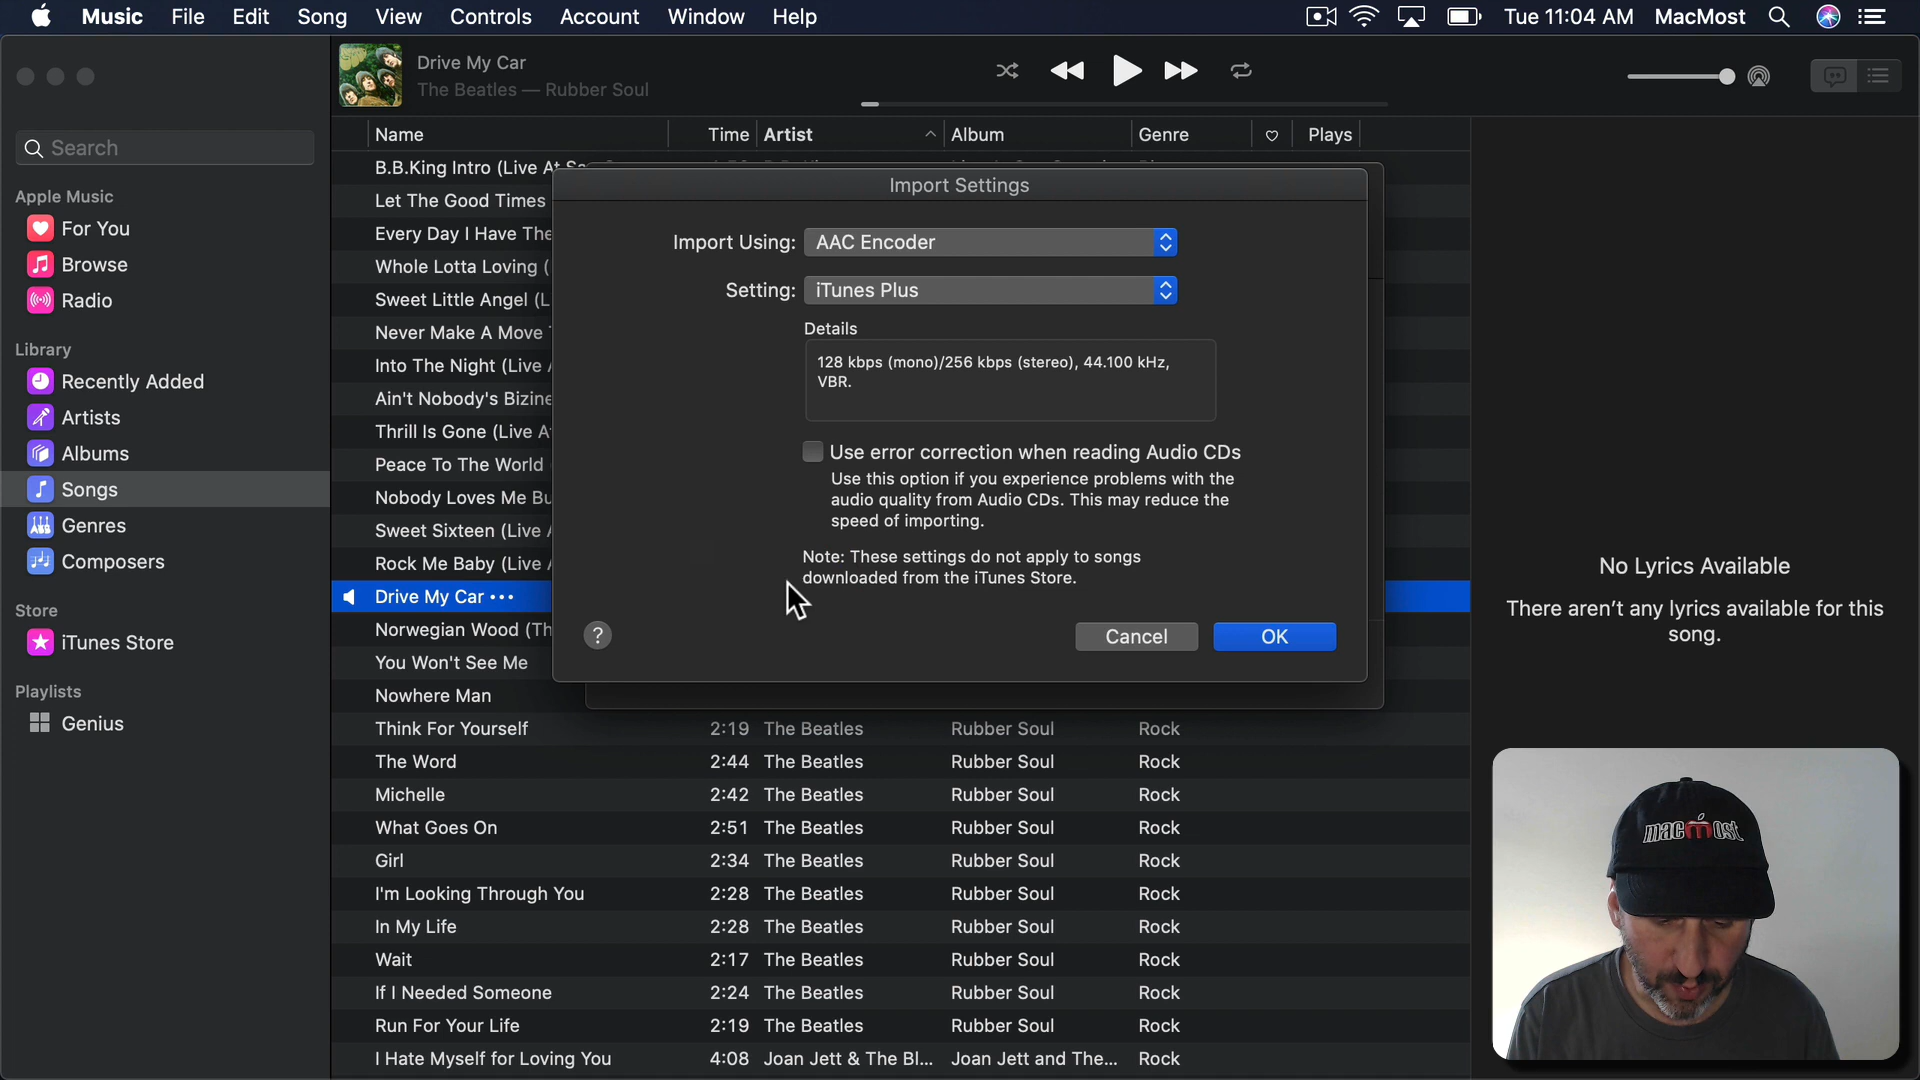 Music File Edit Song View Controls Account Window Help
Tue 11:04 AM MacMost
Drive My Car
The Beatles — Rubber Soul
Search
Apple Music
For You
Browse
Radio
Library
Recently Added
Artists
Albums
Songs
Genres
Composers
Store
iTunes Store
Playlists
Genius
Name Time Artist Album Genre Plays
B.B.King Intro (Live At
Let The Good Times
Every Day I Have The
Whole Lotta Loving (
Sweet Little Angel (L
Never Make A Move
Into The Night (Live
Ain't Nobody's Bizne
Thrill Is Gone (Live A
Peace To The World
Nobody Loves Me Bu
Sweet Sixteen (Live
Rock Me Baby (Live
Drive My Car •••
Norwegian Wood (Th
You Won't See Me
Nowhere Man
Think For Yourself 2:19 The Beatles Rubber Soul Rock
The Word 2:44 The Beatles Rubber Soul Rock
Michelle 2:42 The Beatles Rubber Soul Rock
What Goes On 2:51 The Beatles Rubber Soul Rock
Girl 2:34 The Beatles Rubber Soul Rock
I'm Looking Through You 2:28 The Beatles Rubber Soul Rock
In My Life 2:28 The Beatles Rubber Soul Rock
Wait 2:17 The Beatles Rubber Soul Rock
If I Needed Someone 2:24 The Beatles Rubber Soul Rock
Run For Your Life 2:19 The Beatles Rubber Soul Rock
I Hate Myself for Loving You 4:08 Joan Jett & The Bl... Joan Jett and The... Rock
Import Settings
Import Using: AAC Encoder
Setting: iTunes Plus
Details
128 kbps (mono)/256 kbps (stereo), 44.100 kHz,
VBR.
Use error correction when reading Audio CDs
Use this option if you experience problems with the
audio quality from Audio CDs. This may reduce the
speed of importing.
Note: These settings do not apply to songs
downloaded from the iTunes Store.
? Cancel OK
No Lyrics Available
There aren't any lyrics available for this
song.
macmost